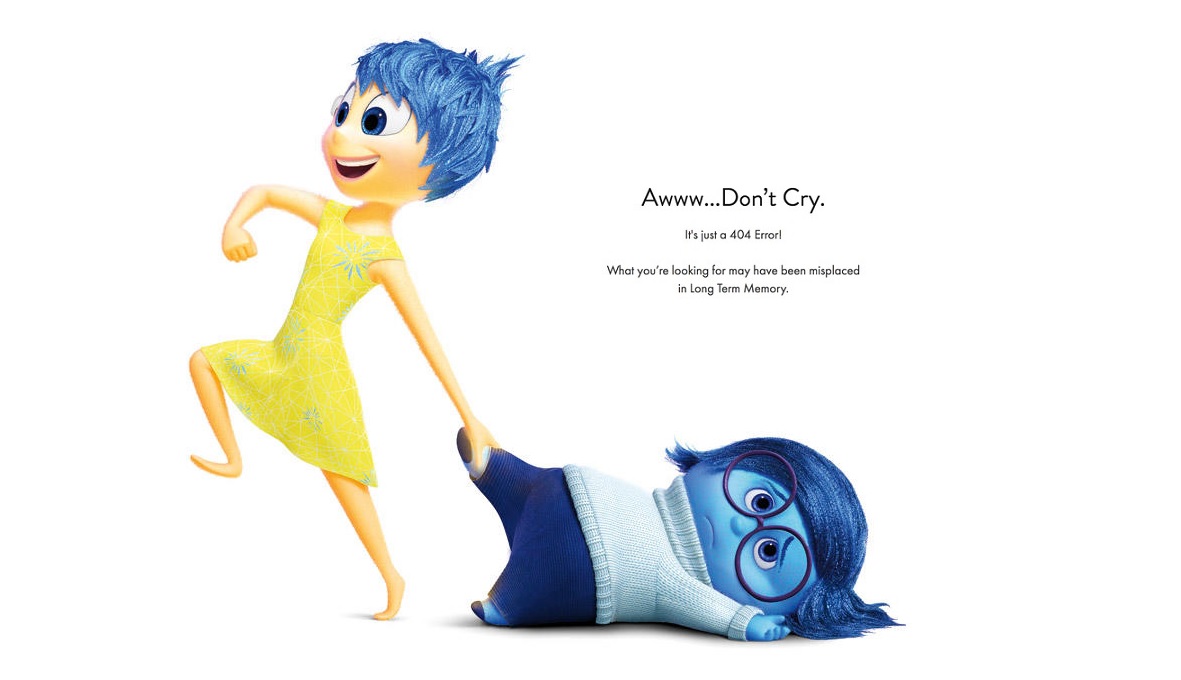 Awww...Don’t Cry.
It's just a 404 Error!
What you’re looking for may have been misplaced
in Long Term Memory.